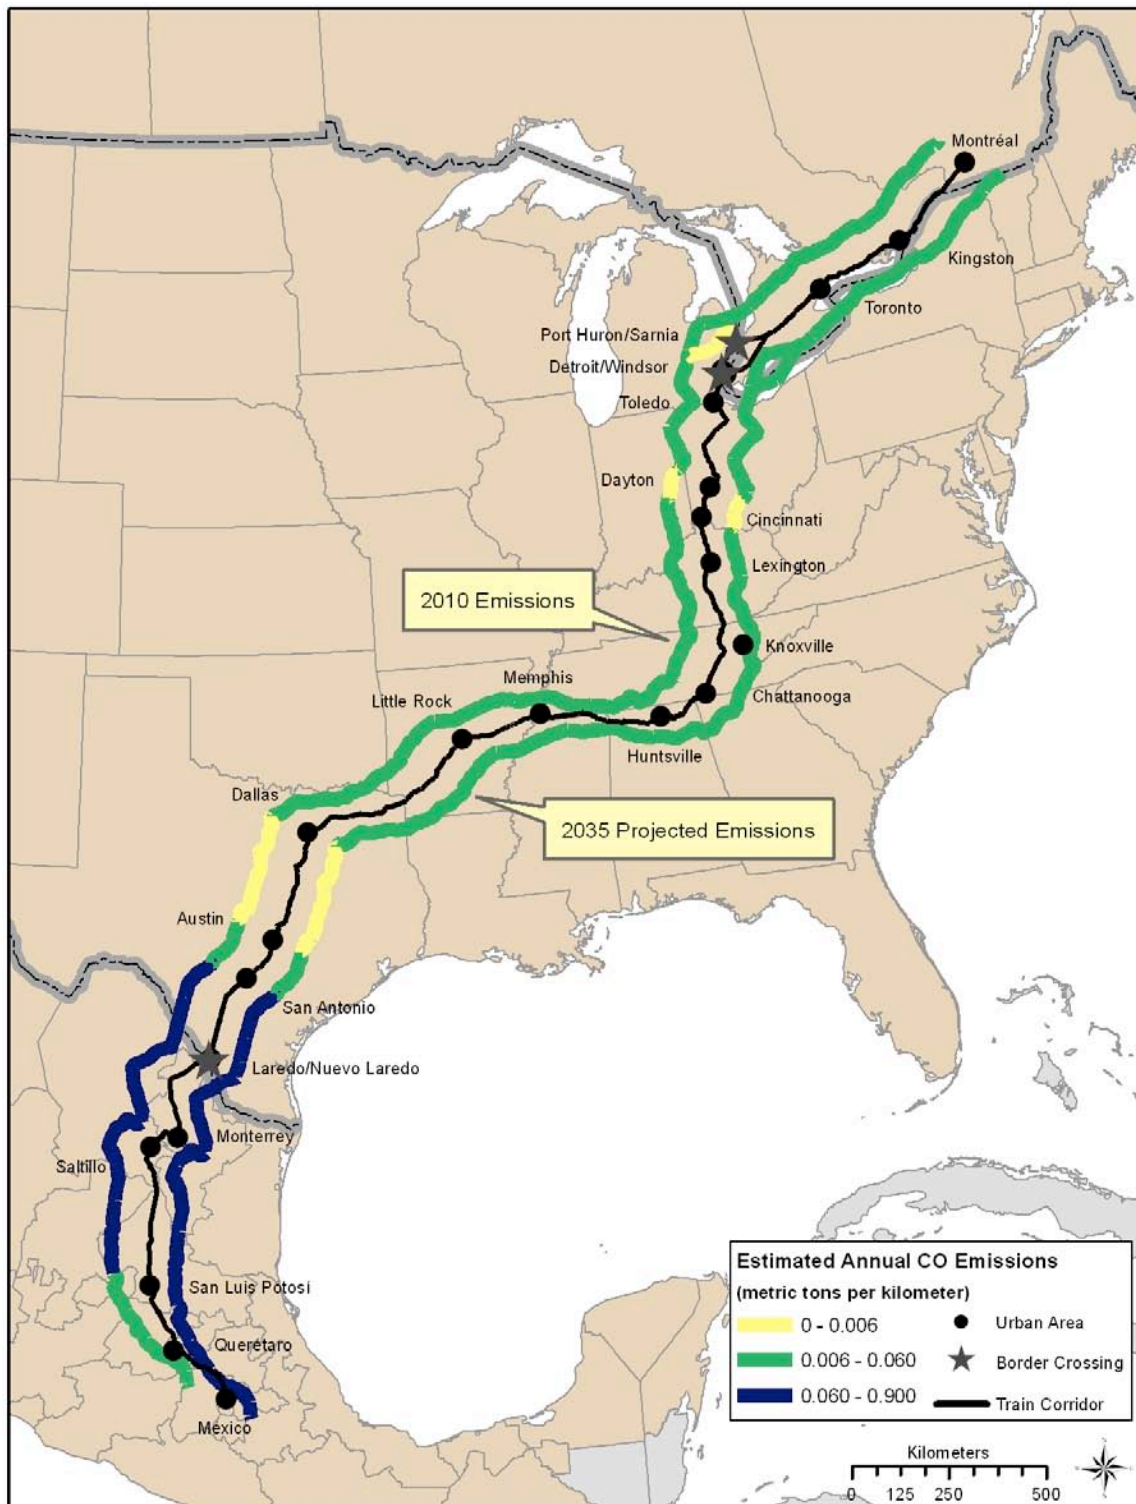 Montréal
Kingston
Toronto
Port Huron/Sarnia
Detroit/Windsor
Toledo
Dayton
Cincinnati
Lexington
2010 Emissions
Knoxville
Memphis
Little Rock
Chattanooga
Huntsville
Dallas
2035 Projected Emissions
Austin
San Antonio
Laredo/Nuevo Laredo
Monterrey
Saltillo
San Luis Potosí
Querétaro
Mexico
Estimated Annual CO Emissions
(metric tons per kilometer)
0 - 0.006
Urban Area
0.006 - 0.060
Border Crossing
0.060 - 0.900
Train Corridor
Kilometers
0 125 250 500